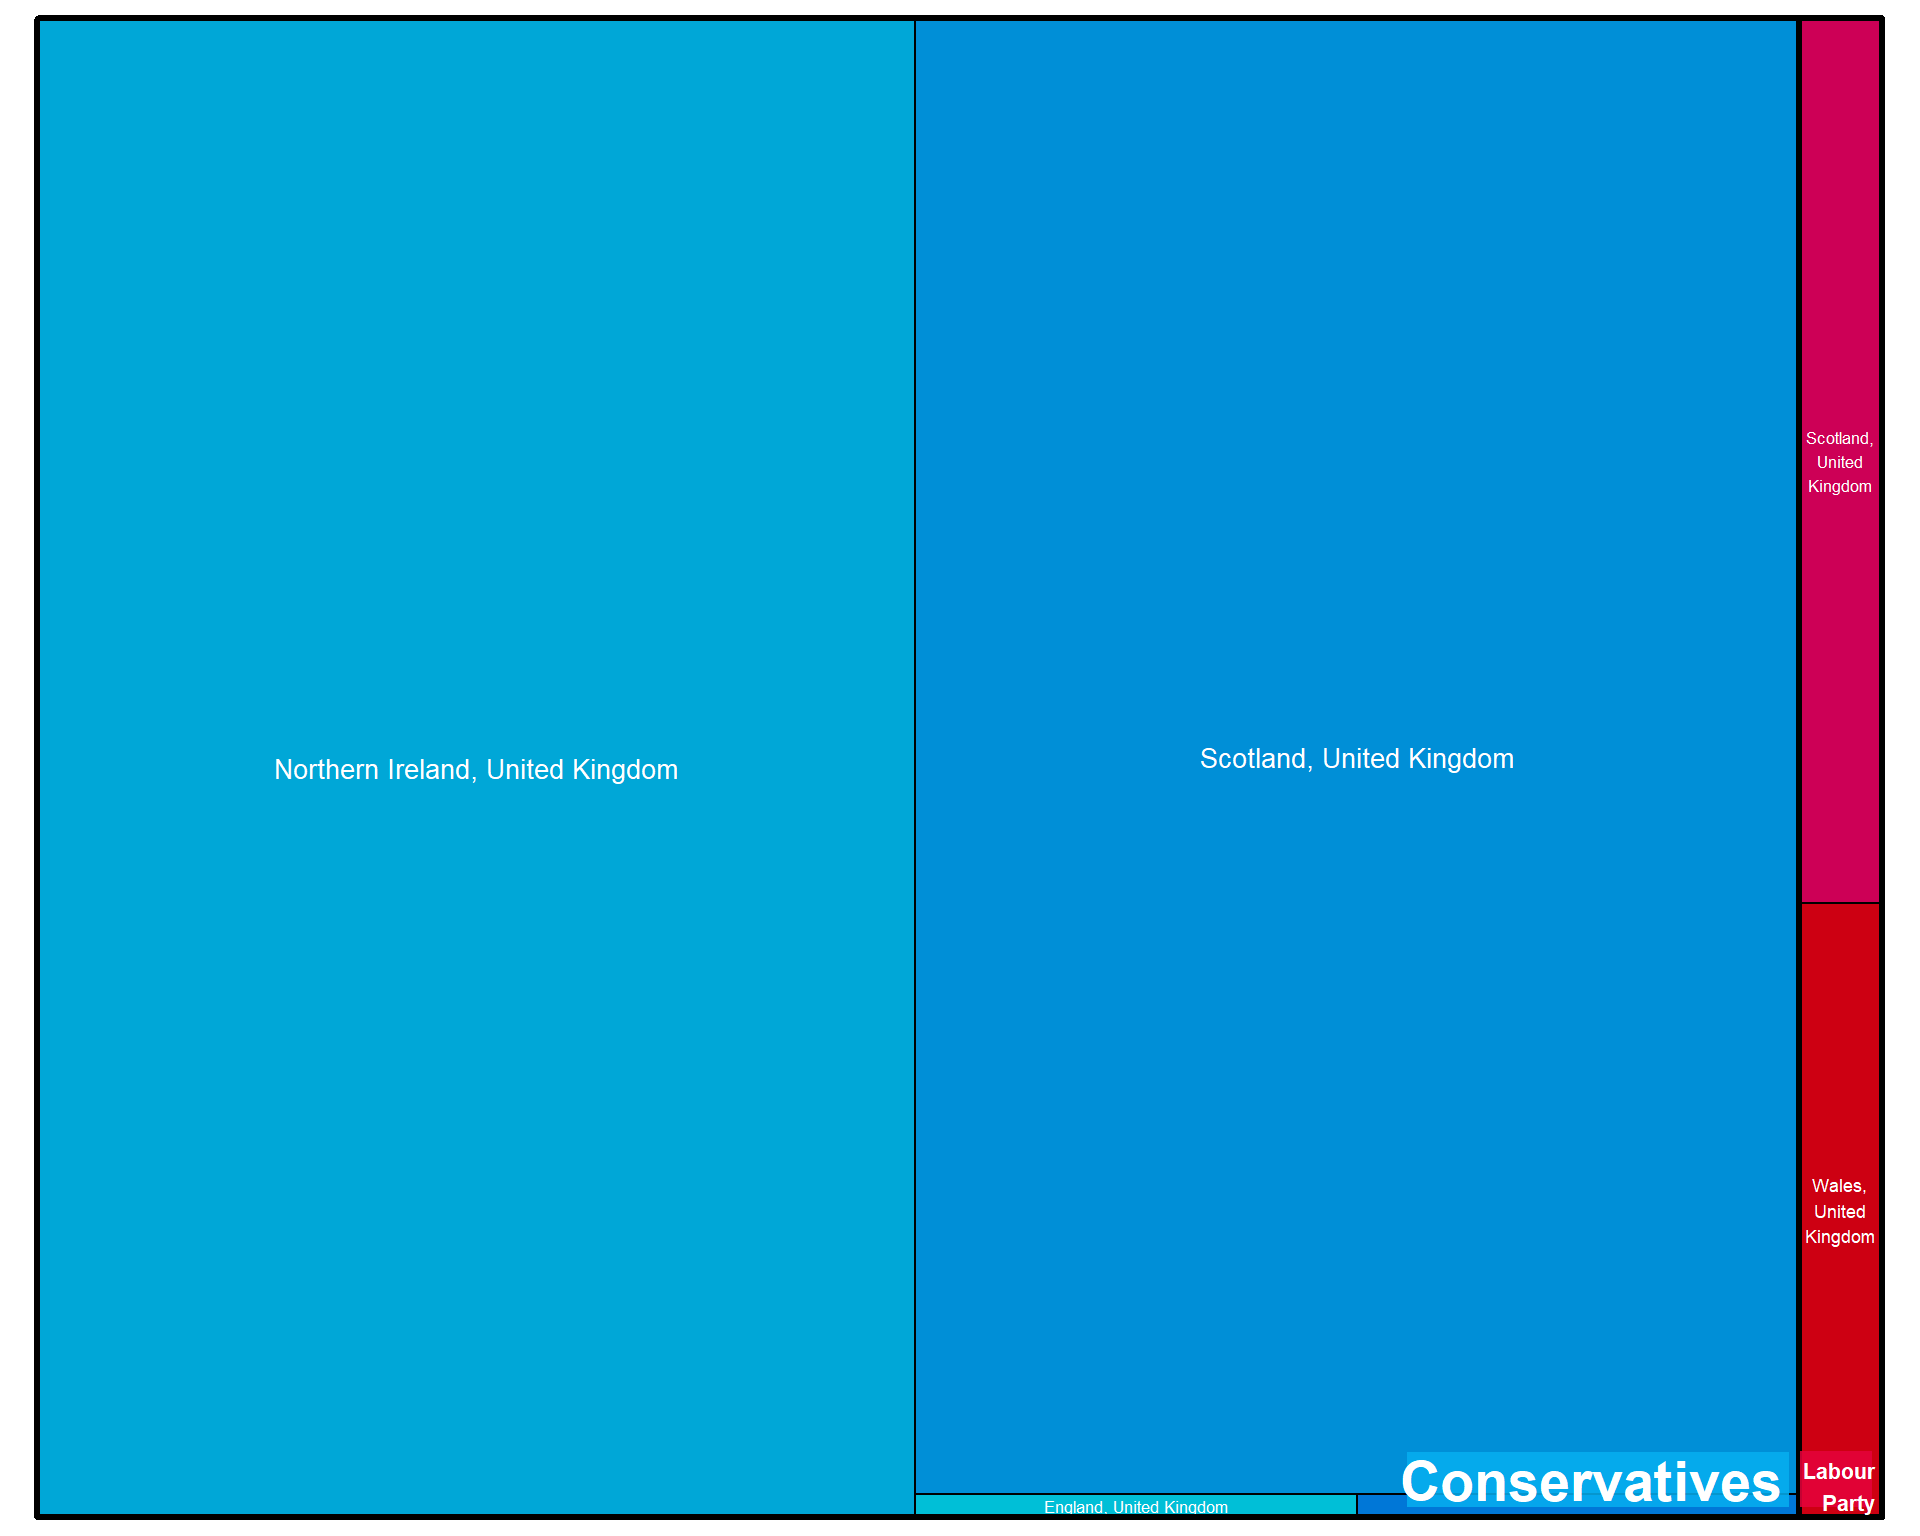 Northern Ireland, United Kingdom
Scotland, United Kingdom
Scotland,
United
Kingdom
Wales,
United
Kingdom
England, United Kingdom
Conservatives
Labour
Party